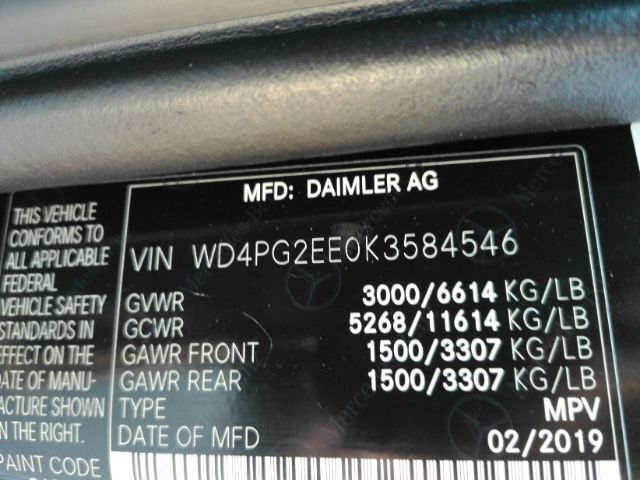 THIS VEHICLE
CONFORMS TO
ALL APPLICABLE
FEDERAL
VEHICLE SAFETY
STANDARDS IN
EFFECT ON THE
DATE OF MANU-
FACTURE SHOWN
IN THE RIGHT.
PAINT CODE
MFD: DAIMLER AG
VIN WD4PG2EE0K3584546
GVWR 3000/6614 KG/LB
GCWR 5268/11614 KG/LB
GAWR FRONT 1500/3307 KG/LB
GAWR REAR 1500/3307 KG/LB
TYPE MPV
DATE OF MFD 02/2019